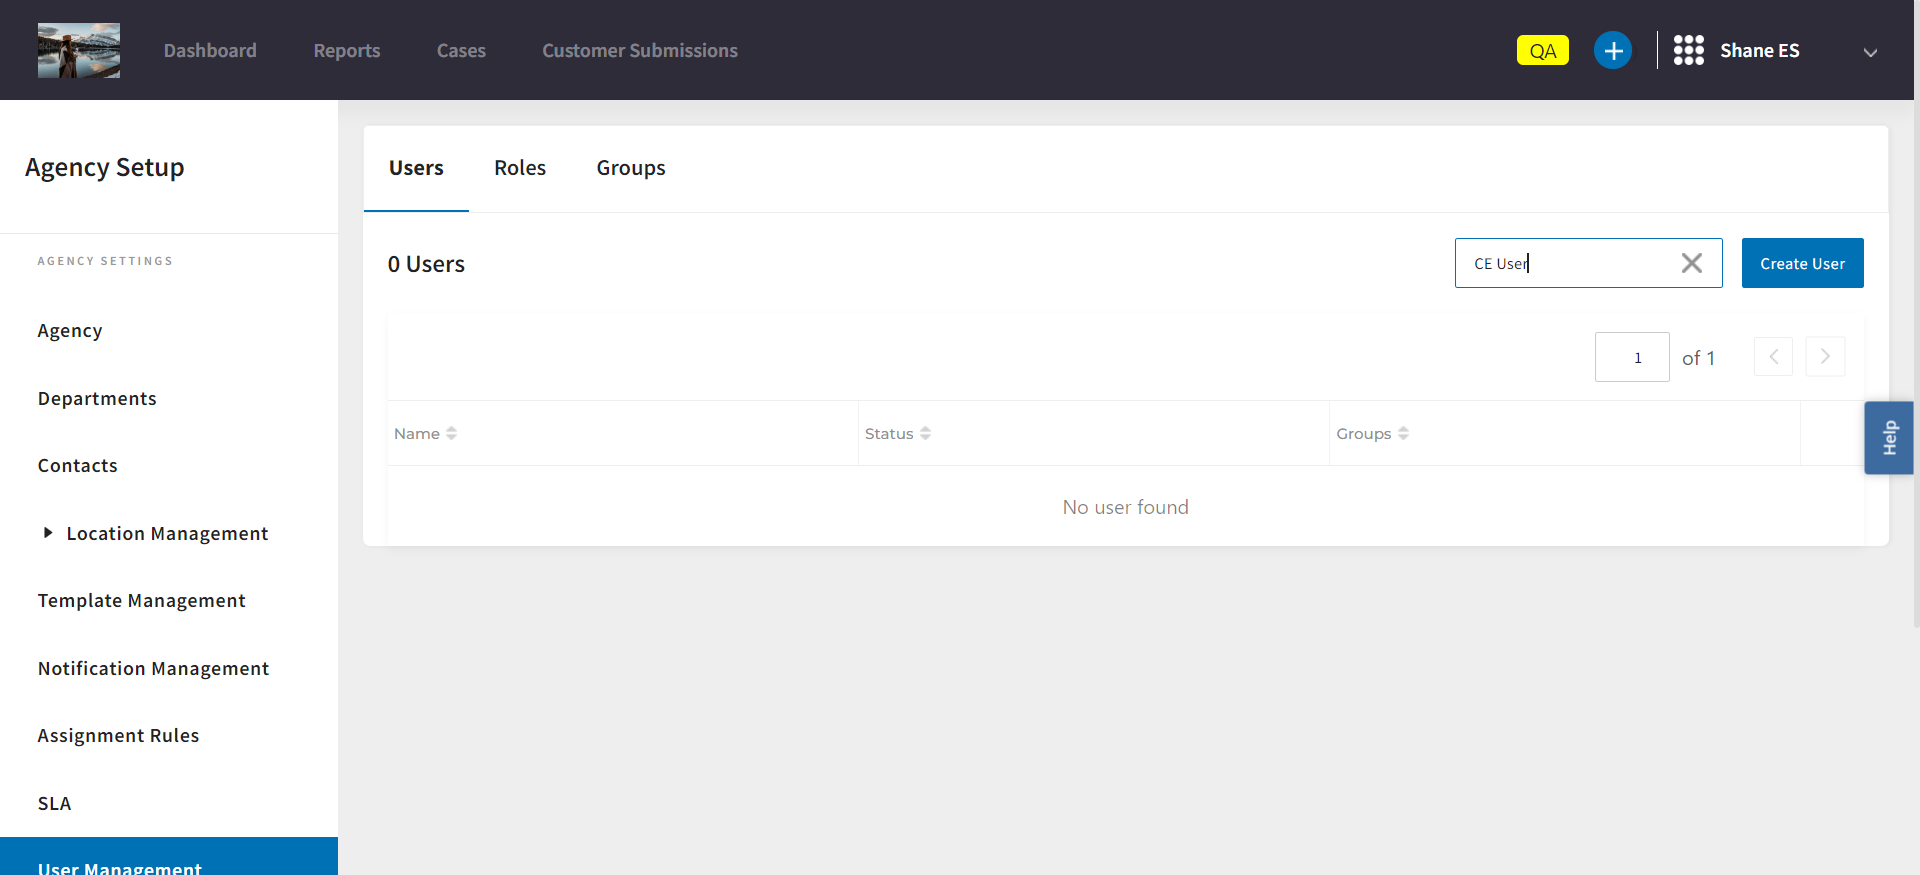 Dashboard Reports Cases Customer Submissions QA Shane ES
Agency Setup
AGENCY SETTINGS
Agency
Departments
Contacts
Location Management
Template Management
Notification Management
Assignment Rules
SLA
User Management
Users Roles Groups
0 Users CE User Create User
1 of 1
Name Status Groups
No user found
Help